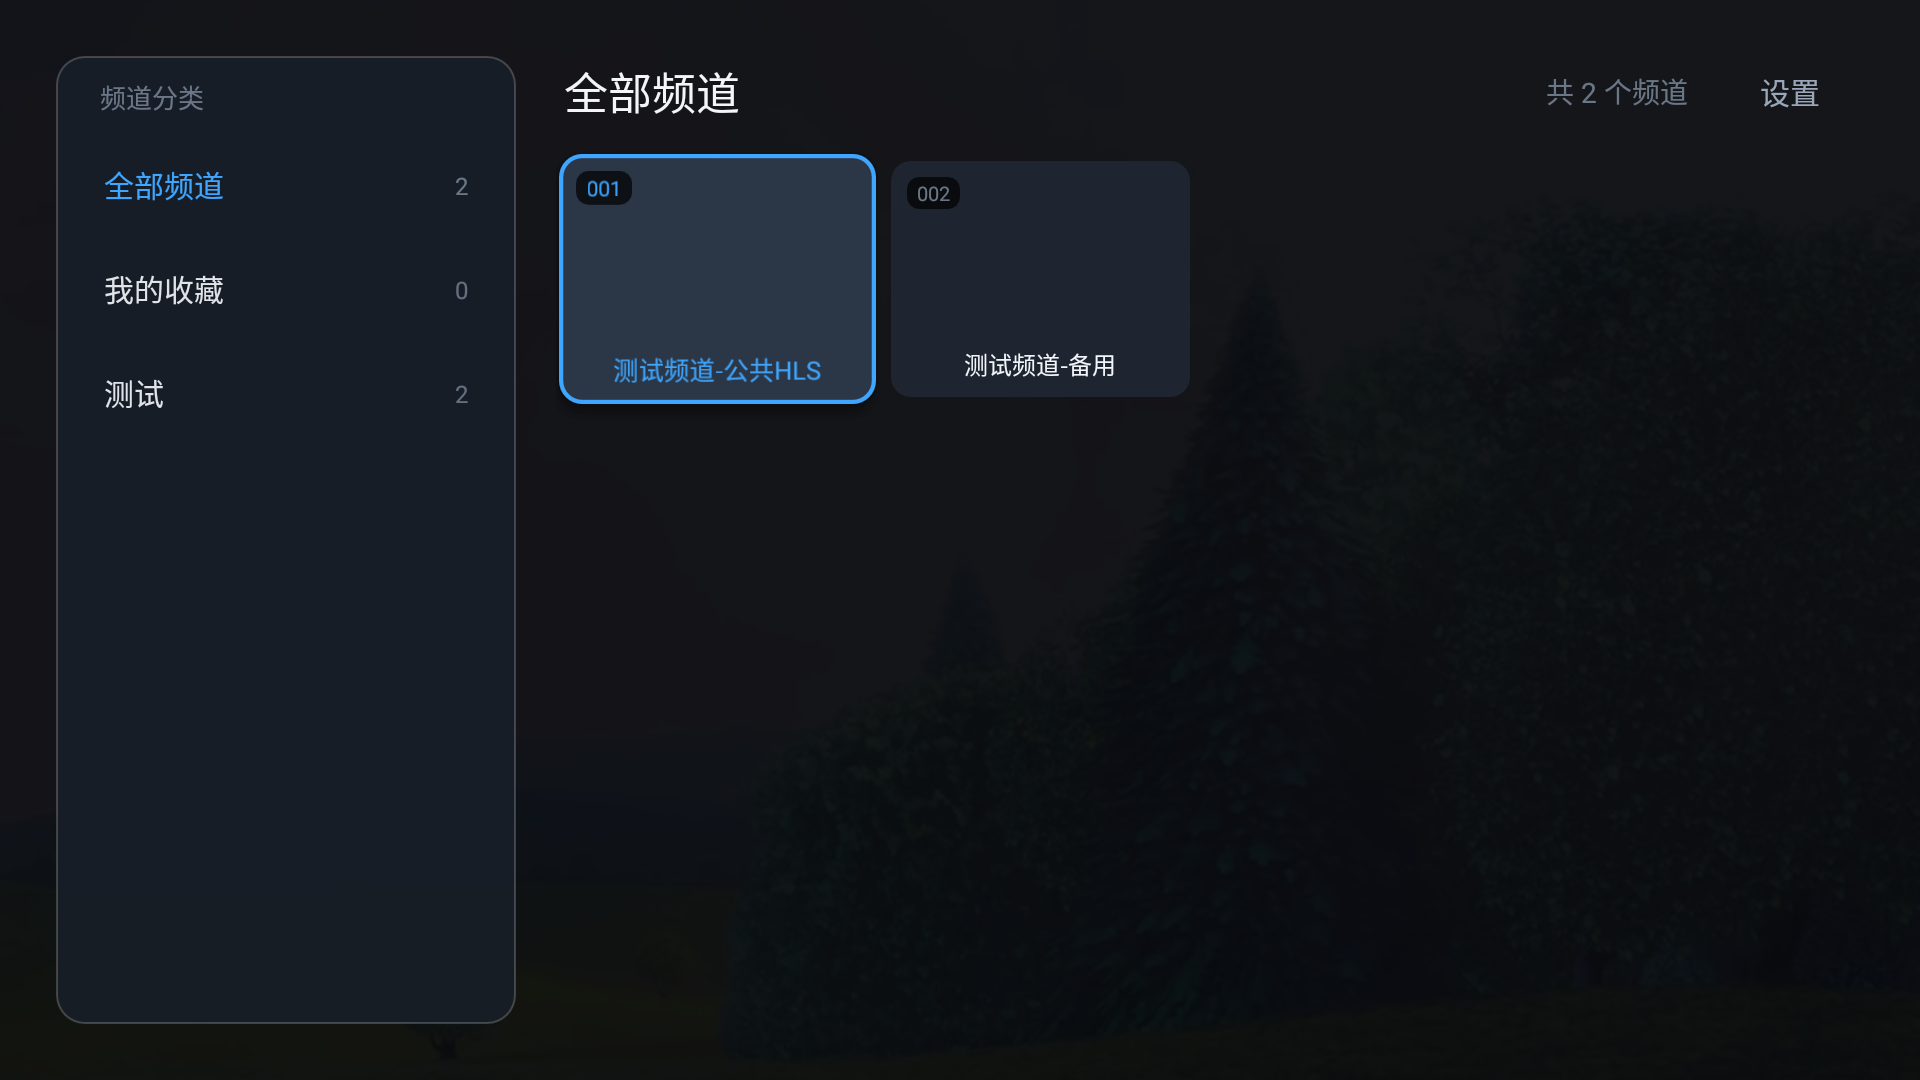 频道分类
全部频道 2
我的收藏 0
测试 2
全部频道
共 2 个频道
设置
001
测试频道-公共HLS
002
测试频道-备用